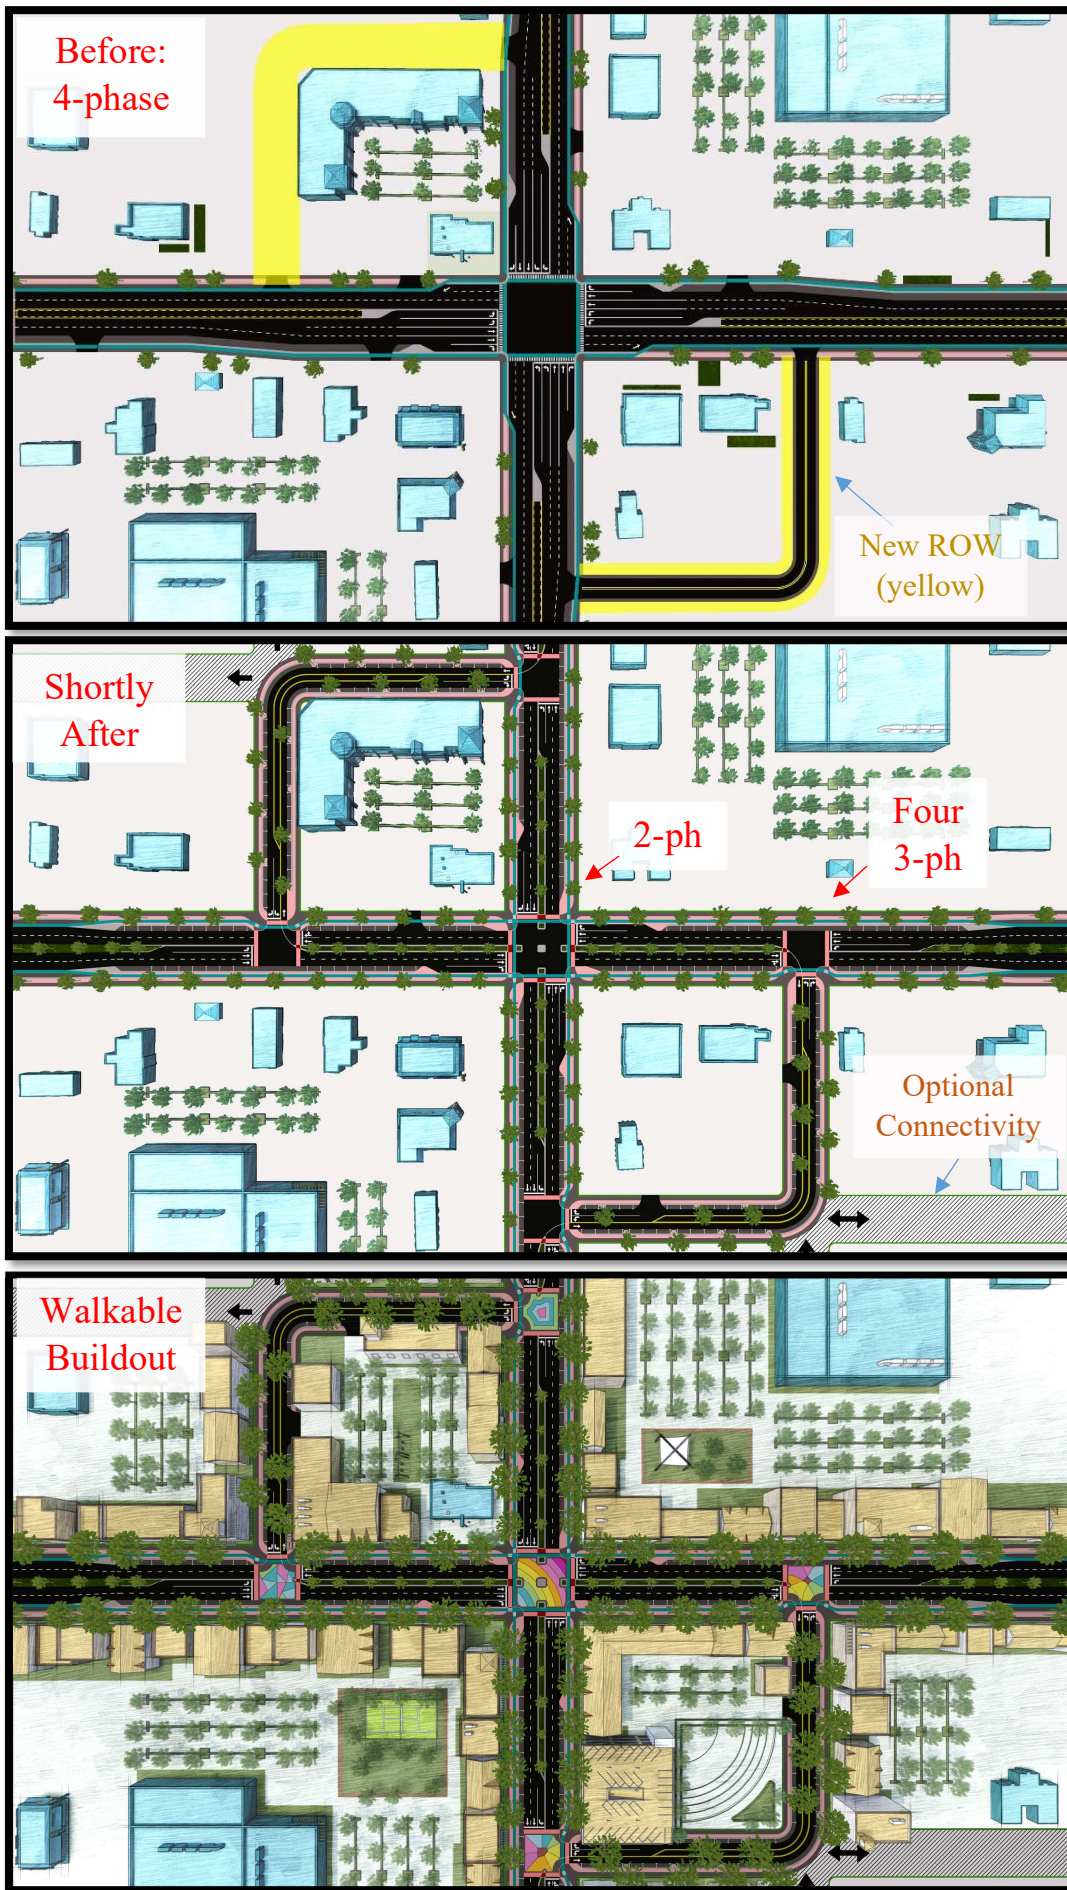 Before:
4-phase
New ROW
(yellow)
Shortly
After
2-ph
Four
3-ph
Optional
Connectivity
Walkable
Buildout